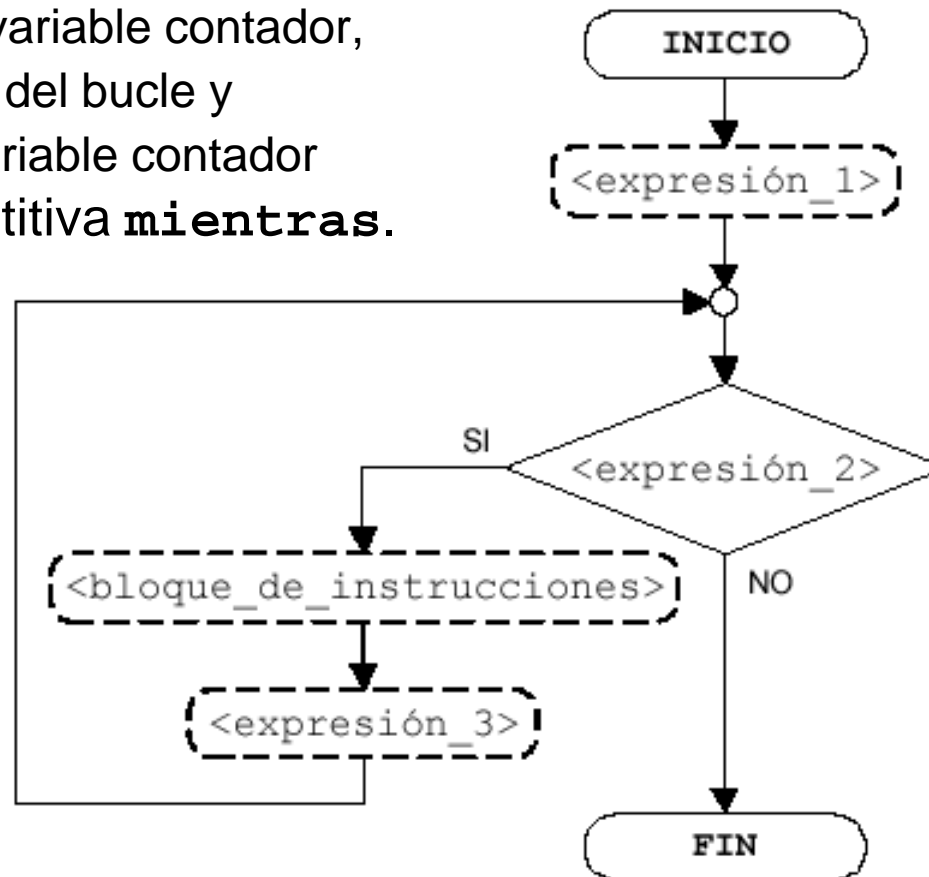 variable contador,
del bucle y
riable contador
titiva mientras.
INICIO
<expresión_1>
SI
<expresión_2>
<bloque_de_instrucciones>
NO
<expresión_3>
FIN